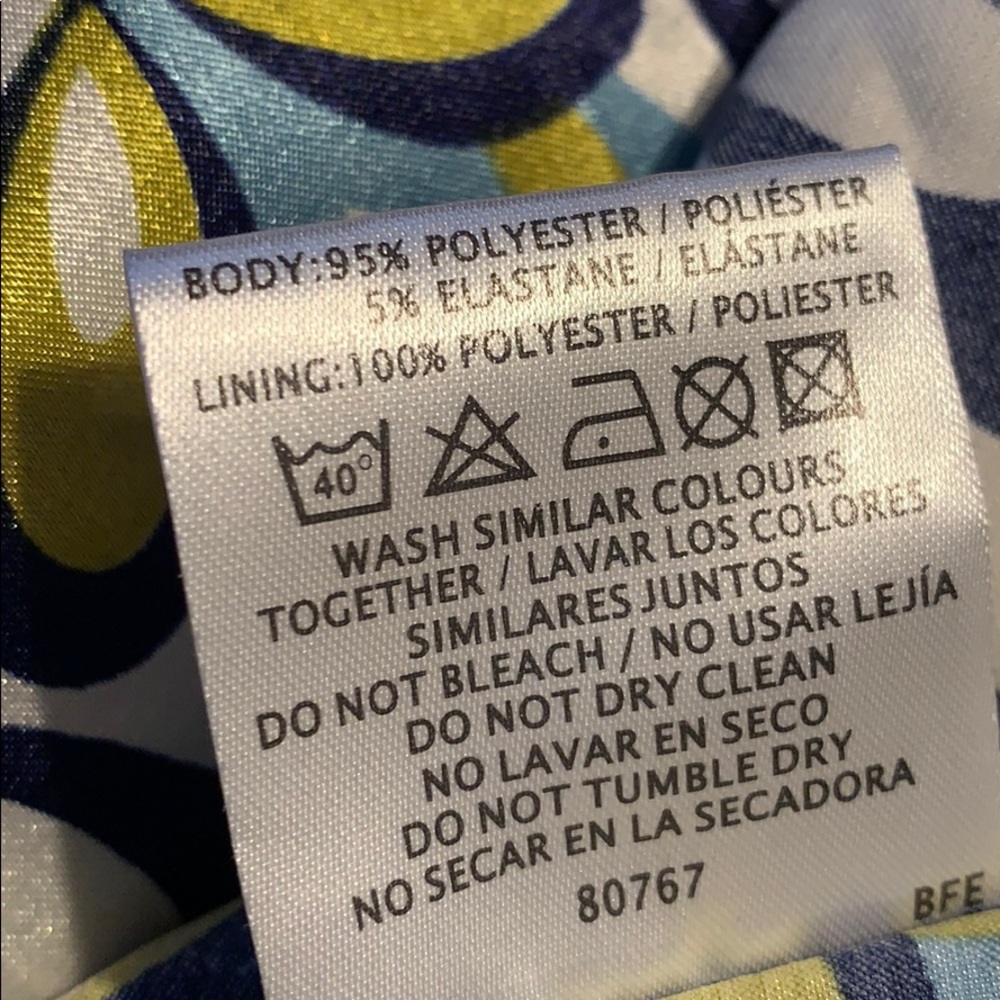 BODY:95% POLYESTER / POLIÉSTER
5% ELASTANE / ELÁSTANE
LINING:100% POLYESTER / POLIESTER
40°
WASH SIMILAR COLOURS
TOGETHER / LAVAR LOS COLORES
SIMILARES JUNTOS
DO NOT BLEACH / NO USAR LEJÍA
DO NOT DRY CLEAN
NO LAVAR EN SECO
DO NOT TUMBLE DRY
NO SECAR EN LA SECADORA
80767
BFE